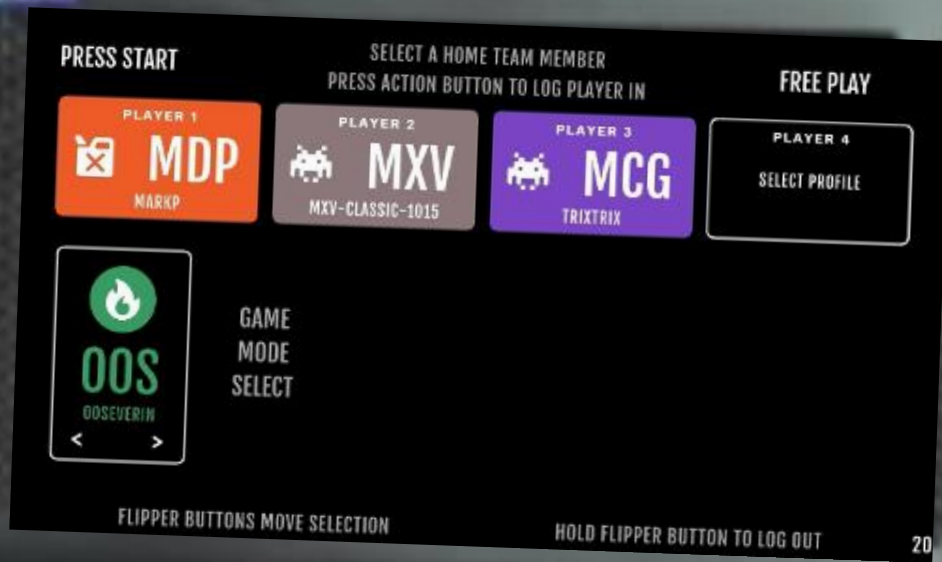 PRESS START
SELECT A HOME TEAM MEMBER
PRESS ACTION BUTTON TO LOG PLAYER IN
FREE PLAY
PLAYER 1
MDP
MARKP
PLAYER 2
MXV
MXV-CLASSIC-1015
PLAYER 3
MCG
TRIXTRIX
PLAYER 4
SELECT PROFILE
OOS
OOSEVERIN
< >
GAME
MODE
SELECT
FLIPPER BUTTONS MOVE SELECTION
HOLD FLIPPER BUTTON TO LOG OUT
20